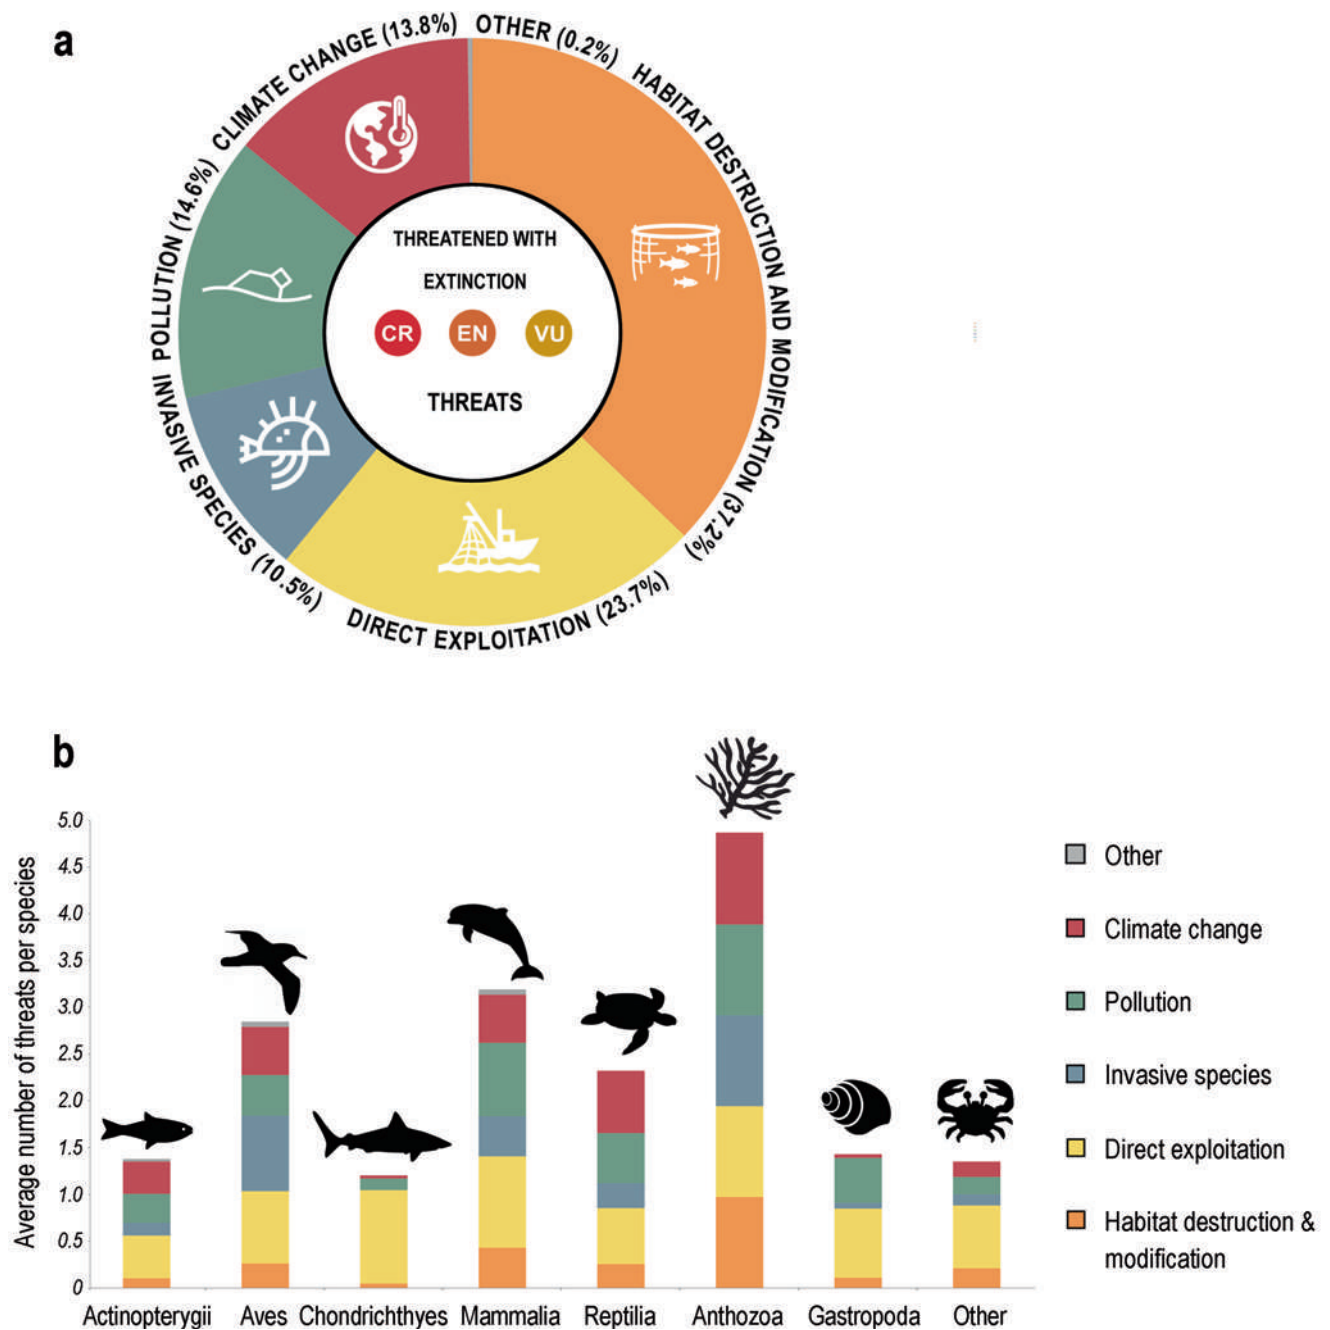 a
CLIMATE CHANGE (13.8%)
OTHER (0.2%)
HABITAT DESTRUCTION AND MODIFICATION (37.2%)
DIRECT EXPLOITATION (23.7%)
INVASIVE SPECIES (10.5%)
POLLUTION (14.6%)
THREATENED WITH
EXTINCTION
CR EN VU
THREATS
b
Average number of threats per species
5.0
4.5
4.0
3.5
3.0
2.5
2.0
1.5
1.0
0.5
0
Actinopterygii Aves Chondrichthyes Mammalia Reptilia Anthozoa Gastropoda Other
Other
Climate change
Pollution
Invasive species
Direct exploitation
Habitat destruction &
modification